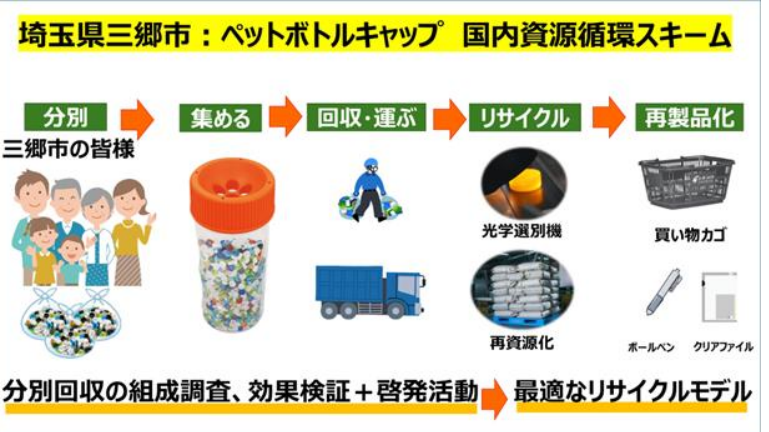 埼玉県三郷市：ペットボトルキャップ 国内資源循環スキーム
分別
集める
回収・運ぶ
リサイクル
再製品化
三郷市の皆様
光学選別機
買い物カゴ
再資源化
ボールペン
クリアファイル
分別回収の組成調査、効果検証＋啓発活動
最適なリサイクルモデル